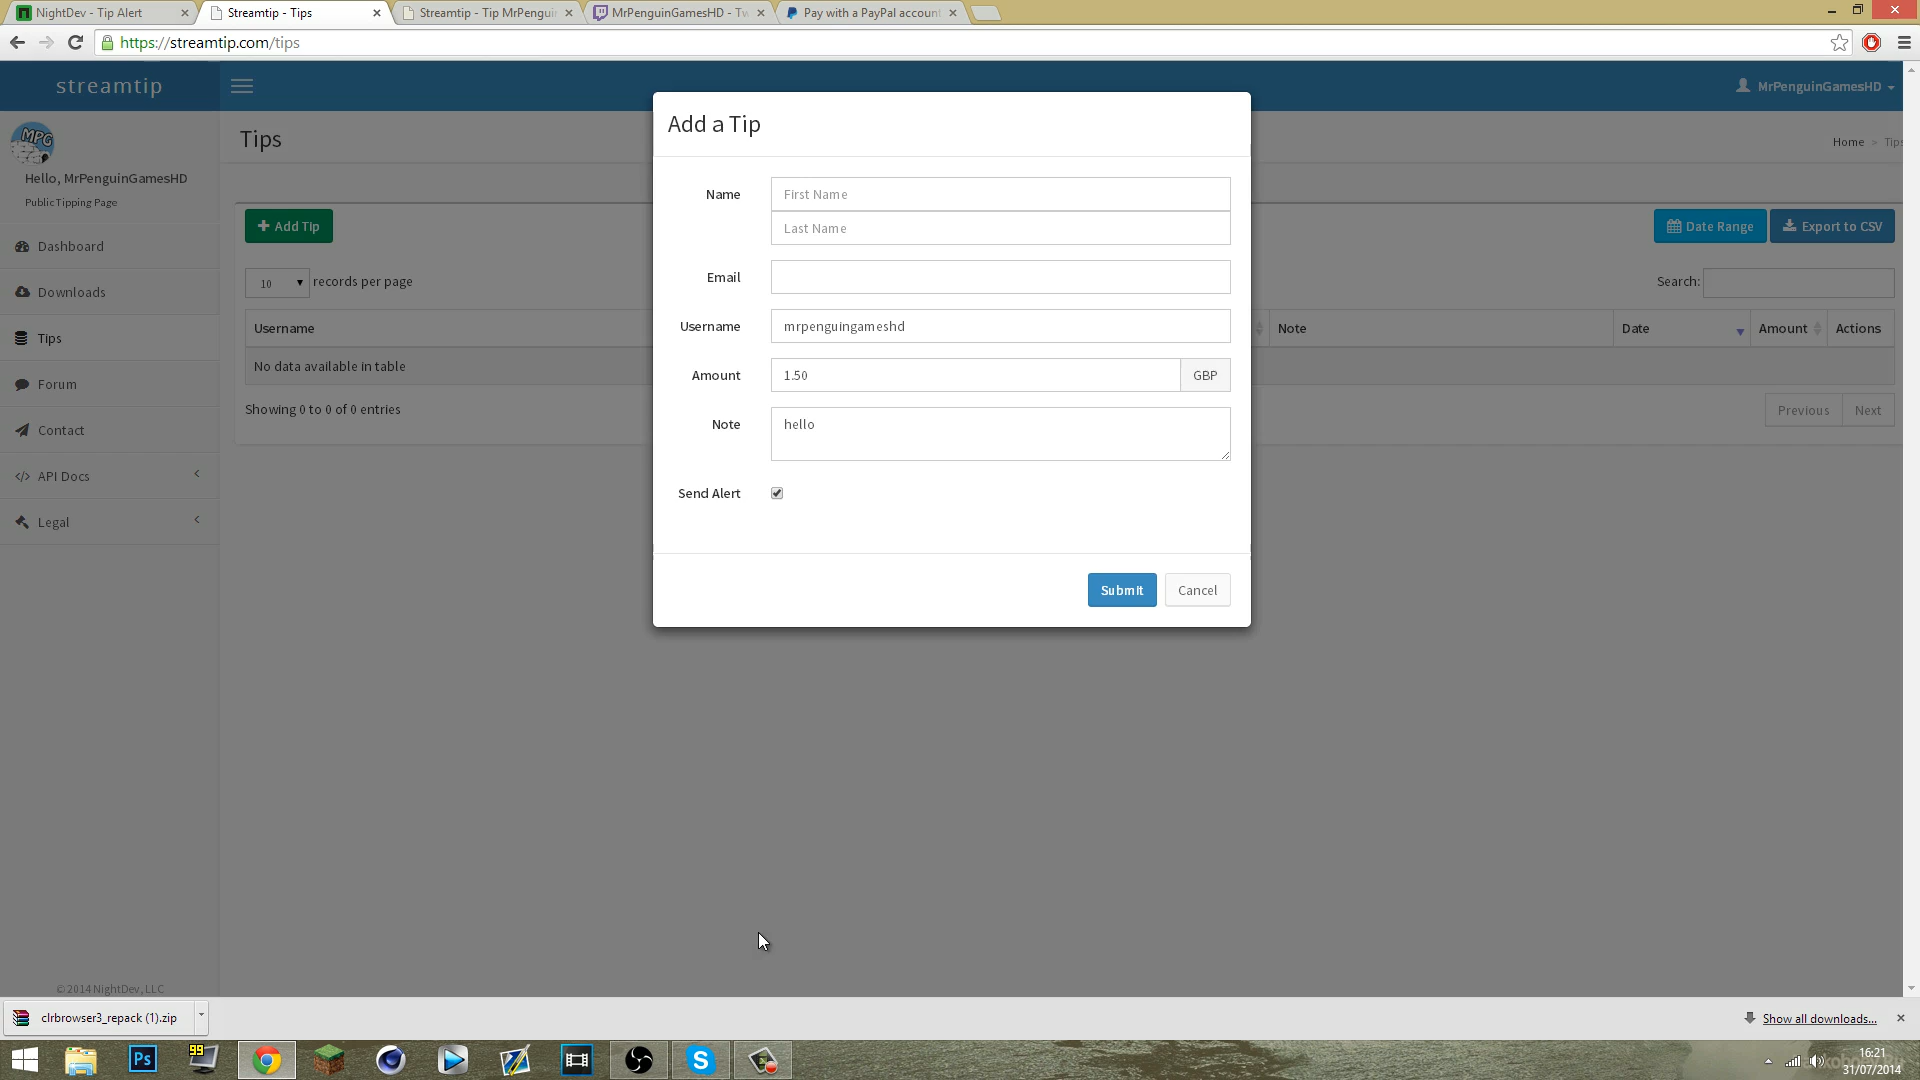 NightDev - Tip Alert
Streamtip - Tips
Streamtip - Tip MrPengui
MrPenguinGamesHD - Tw
Pay with a PayPal account
https://streamtip.com/tips
streamtip
MrPenguinGamesHD
MPG
Hello, MrPenguinGamesHD
Public Tipping Page
Tips
Home > Tips
Add Tip
Date Range
Export to CSV
Dashboard
Downloads
Tips
Forum
Contact
API Docs
Legal
10 records per page
Search:
Username
Note
Date
Amount
Actions
No data available in table
Showing 0 to 0 of 0 entries
Previous
Next
Add a Tip
Name
First Name
Last Name
Email
Username
mrpenguingameshd
Amount
1.50
GBP
Note
hello
Send Alert
Submit
Cancel
© 2014 NightDev, LLC
clrbrowser3_repack (1).zip
Show all downloads...
Ps
99
S
16:21
31/07/2014